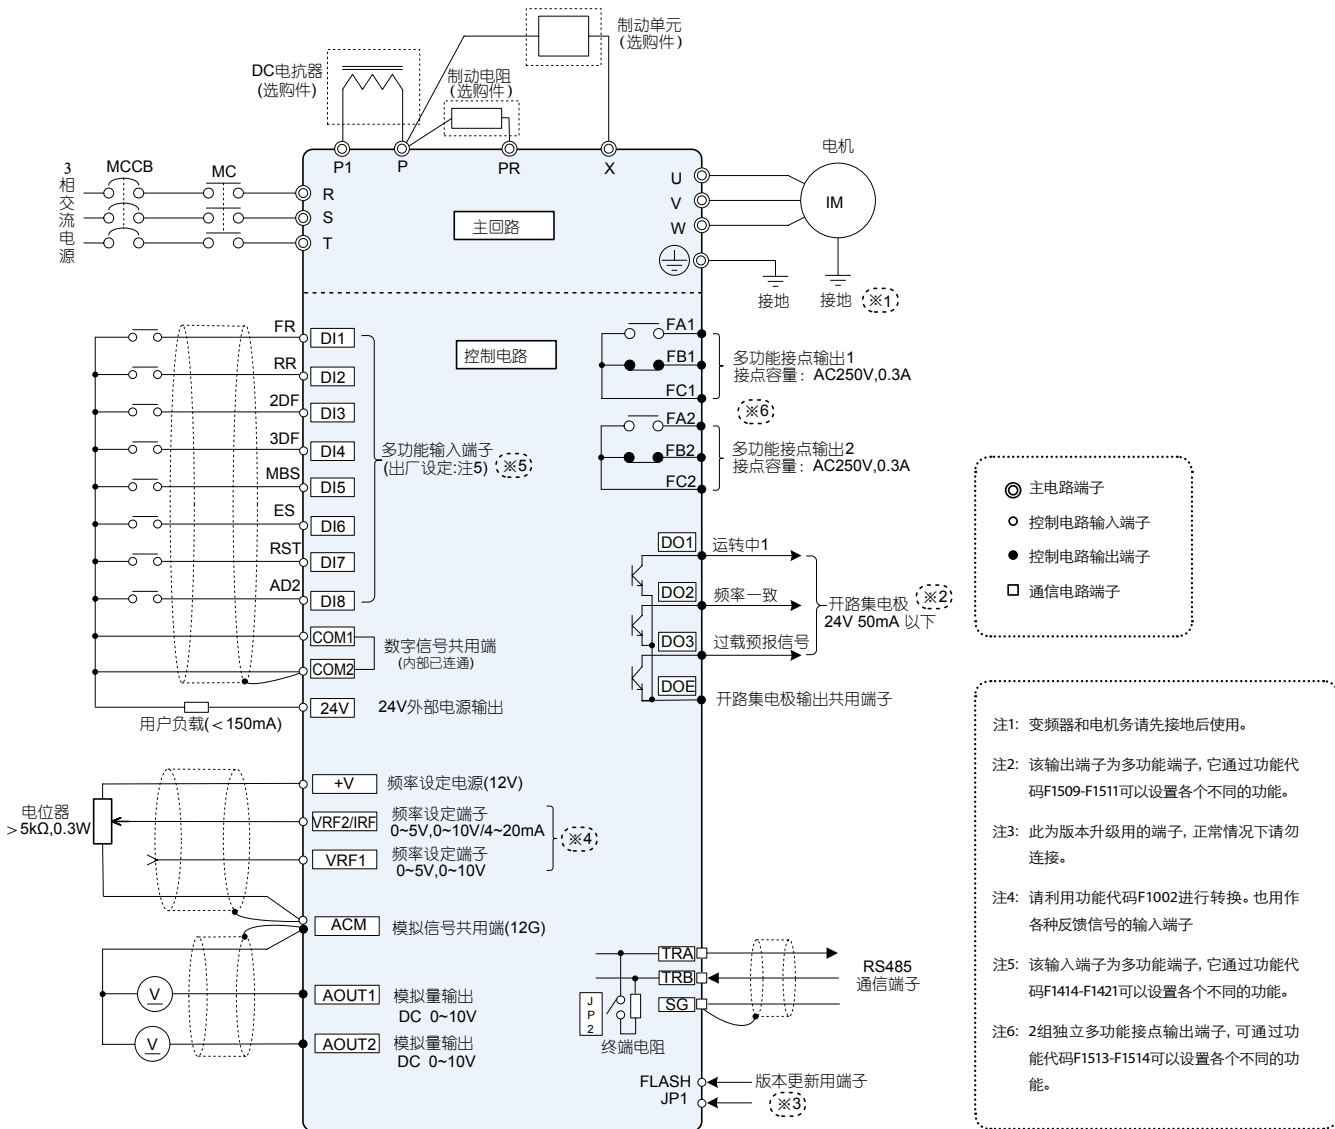 制动单元
(选购件)
DC电抗器
(选购件)
制动电阻
(选购件)
P1
P
PR
X
电机
3
相
交
流
电
源
MCCB
MC
R
S
T
主回路
U
V
W
IM
接地
接地
※1
FR
DI1
RR
DI2
2DF
DI3
3DF
DI4
MBS
DI5
ES
DI6
RST
DI7
AD2
DI8
多功能输入端子
(出厂设定:注5)
※5
COM1
COM2
数字信号共用端
(内部已连通)
24V
24V外部电源输出
用户负载(<150mA)
控制电路
FA1
FB1
FC1
多功能接点输出1
接点容量: AC250V,0.3A
※6
FA2
FB2
FC2
多功能接点输出2
接点容量: AC250V,0.3A
DO1
运转中1
DO2
频率一致
DO3
过载预报信号
DOE
开路集电极输出共用端子
开路集电极
24V 50mA 以下
※2
主电路端子
控制电路输入端子
控制电路输出端子
通信电路端子
电位器
>5kΩ,0.3W
+V
频率设定电源(12V)
VRF2/IRF
频率设定端子
0~5V,0~10V/4~20mA
VRF1
频率设定端子
0~5V,0~10V
※4
ACM
模拟信号共用端(12G)
V
AOUT1
模拟量输出
DC 0~10V
V
AOUT2
模拟量输出
DC 0~10V
TRA
TRB
SG
J
P
2
终端电阻
RS485
通信端子
FLASH
JP1
版本更新用端子
※3
注1: 变频器和电机务请先接地后使用。
注2: 该输出端子为多功能端子, 它通过功能代
码F1509-F1511可以设置各个不同的功能。
注3: 此为版本升级用的端子, 正常情况下请勿
连接。
注4: 请利用功能代码F1002进行转换。也用作
各种反馈信号的输入端子
注5: 该输入端子为多功能端子, 它通过功能代
码F1414-F1421可以设置各个不同的功能。
注6: 2组独立多功能接点输出端子, 可通过功
能代码F1513-F1514可以设置各个不同的功
能。